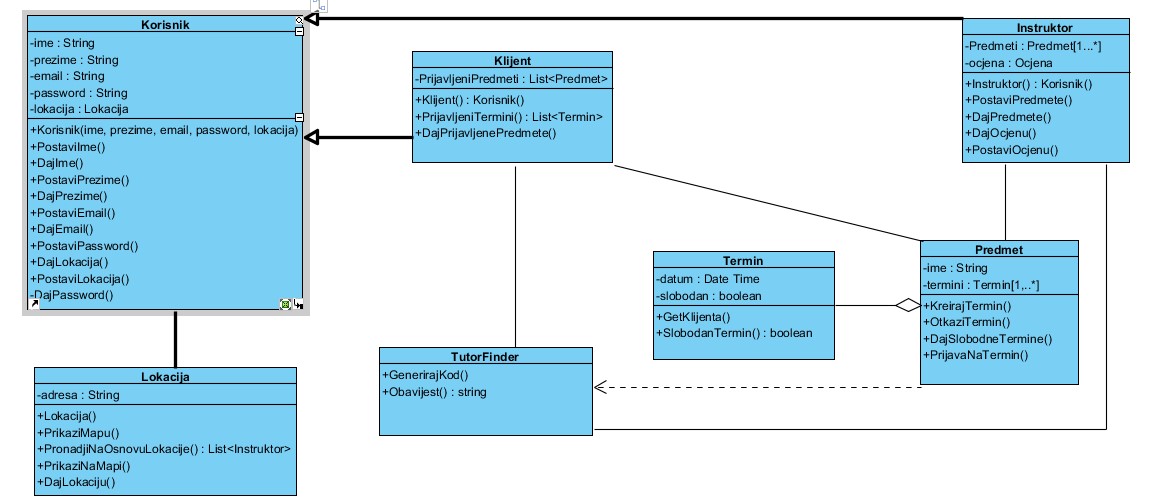 Korisnik
-ime : String
-prezime : String
-email : String
-password : String
-lokacija : Lokacija
+Korisnik(ime, prezime, email, password, lokacija)
+PostaviIme()
+DajIme()
+PostaviPrezime()
+DajPrezime()
+PostaviEmail()
+DajEmail()
+PostaviPassword()
+DajLokacija()
+PostaviLokacija()
-DajPassword()
Klijent
-PrijavljeniPredmeti : List<Predmet>
+Klijent() : Korisnik()
+PrijavljeniTermini() : List<Termin>
+DajPrijavljenePredmete()
Instruktor
-Predmeti : Predmet[1...*]
-ocjena : Ocjena
+Instruktor() : Korisnik()
+PostaviPredmete()
+DajPredmete()
+DajOcjenu()
+PostaviOcjenu()
Termin
-datum : Date Time
-slobodan : boolean
+GetKlijenta()
+SlobodanTermin() : boolean
Predmet
-ime : String
-termini : Termin[1,..*]
+KreirajTermin()
+OtkaziTermin()
+DajSlobodneTermine()
+PrijavaNaTermin()
TutorFinder
+GenerirajKod()
+Obavijest() : string
Lokacija
-adresa : String
+Lokacija()
+PrikaziMapu()
+PronadjiNaOsnovuLokacije() : List<Instruktor>
+PrikaziNaMapi()
+DajLokaciju()